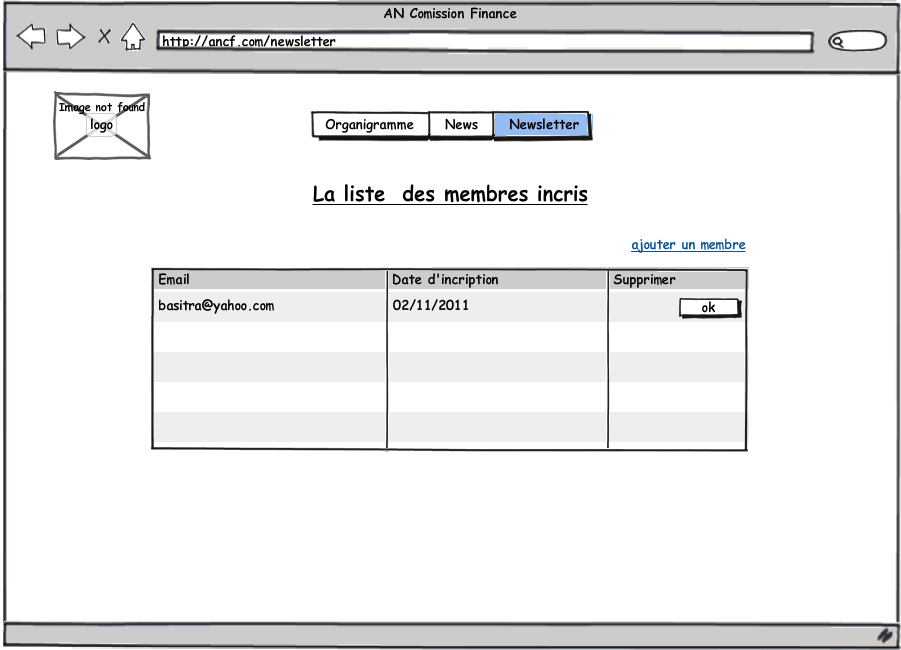 AN Comission Finance
http://ancf.com/newsletter
Image not found
logo
Organigramme News Newsletter
La liste des membres incris
ajouter un membre
Email Date d'incription Supprimer
basitra@yahoo.com 02/11/2011 ok